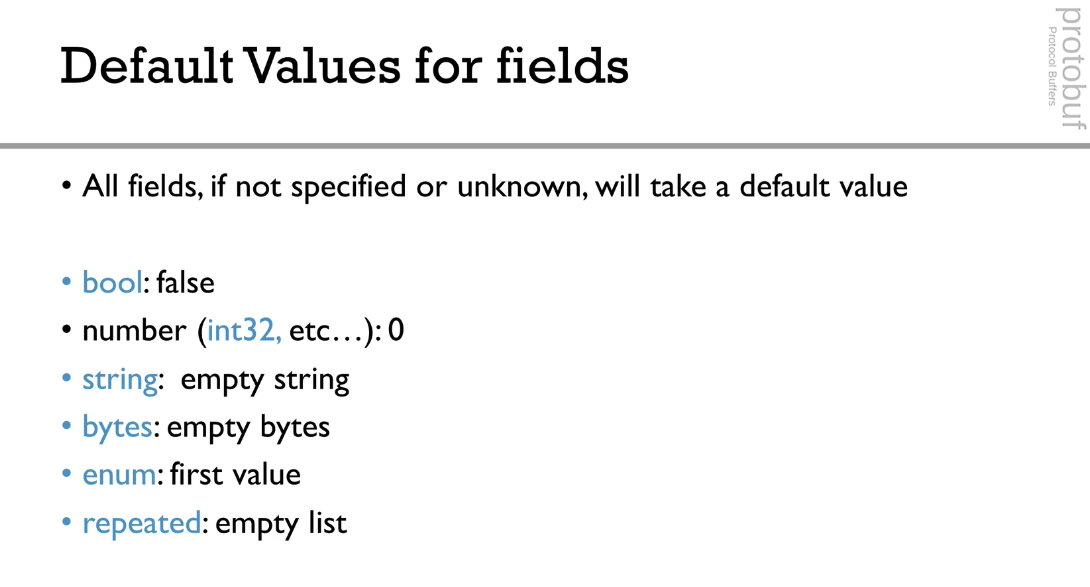 Default Values for fields
protobuf
Protocol Buffers
• All fields, if not specified or unknown, will take a default value
• bool: false
• number (int32, etc…): 0
• string:  empty string
• bytes: empty bytes
• enum: first value
• repeated: empty list